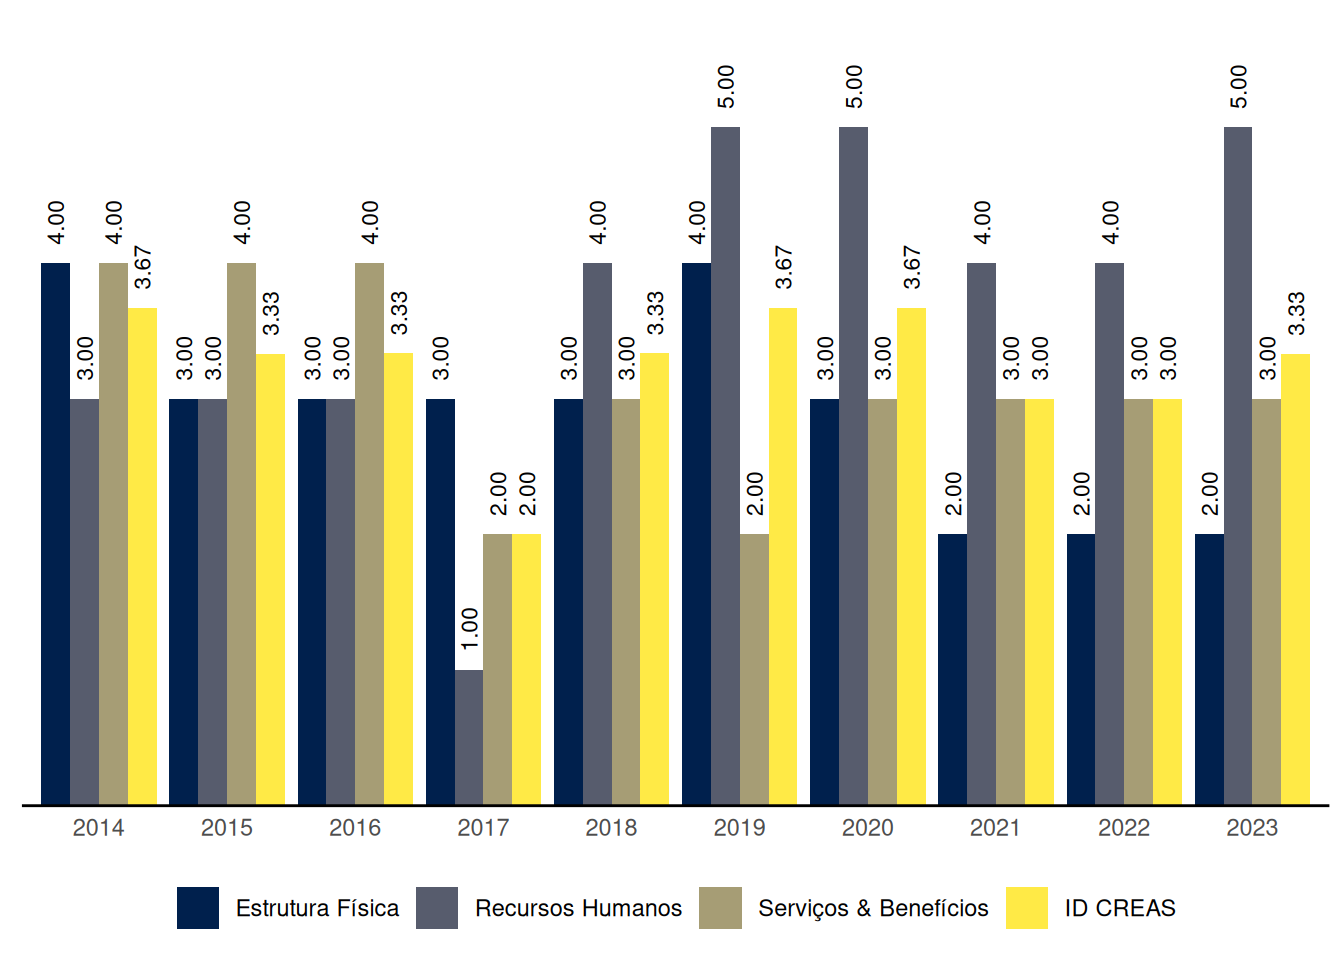 4.00 3.00 4.00 3.67
3.00 3.00 4.00 3.33
3.00 3.00 4.00 3.33
3.00 1.00 2.00 2.00
3.00 4.00 3.00 3.33
4.00 5.00 2.00 3.67
3.00 5.00 3.00 3.67
2.00 4.00 3.00 3.00
2.00 4.00 3.00 3.00
2.00 5.00 3.00 3.33
2014 2015 2016 2017 2018 2019 2020 2021 2022 2023
Estrutura Física Recursos Humanos Serviços & Benefícios ID CREAS